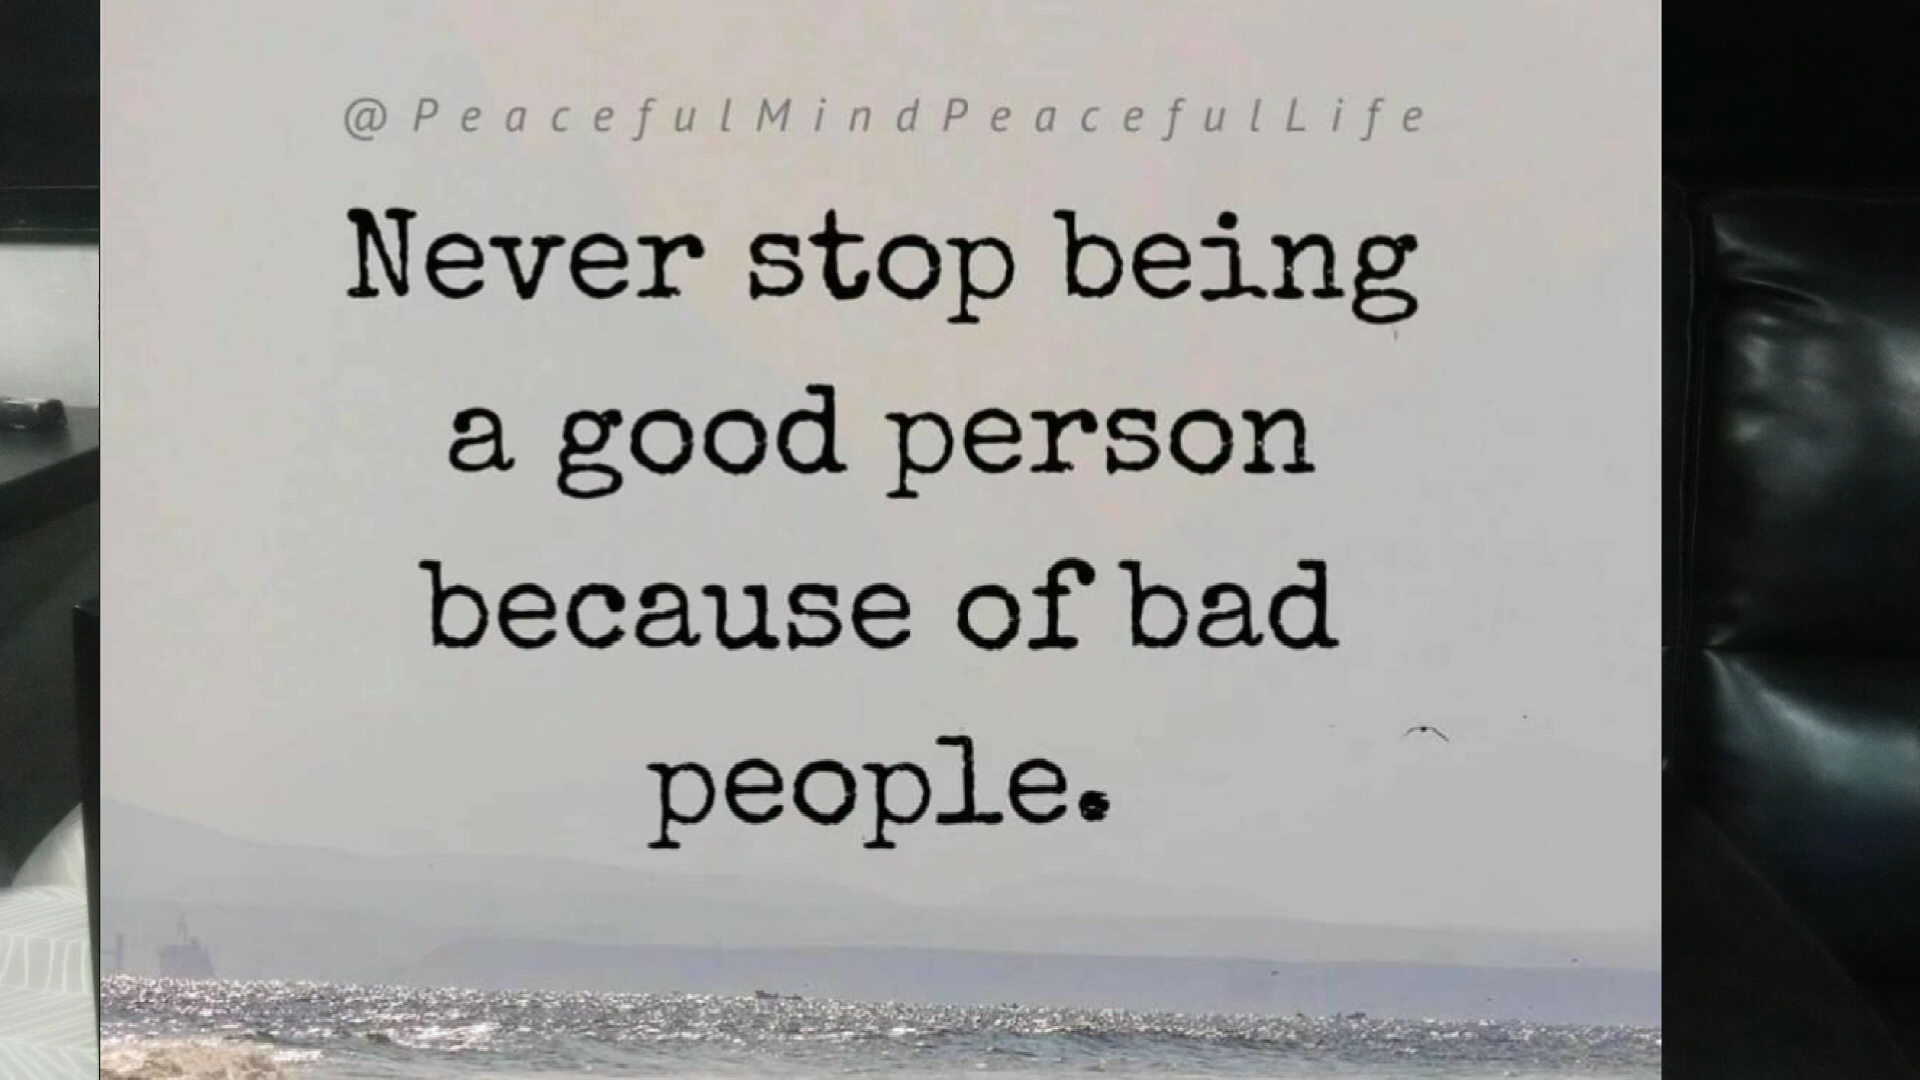 @PeacefulMindPeacefulLife
Never stop being
a good person
because of bad
people.